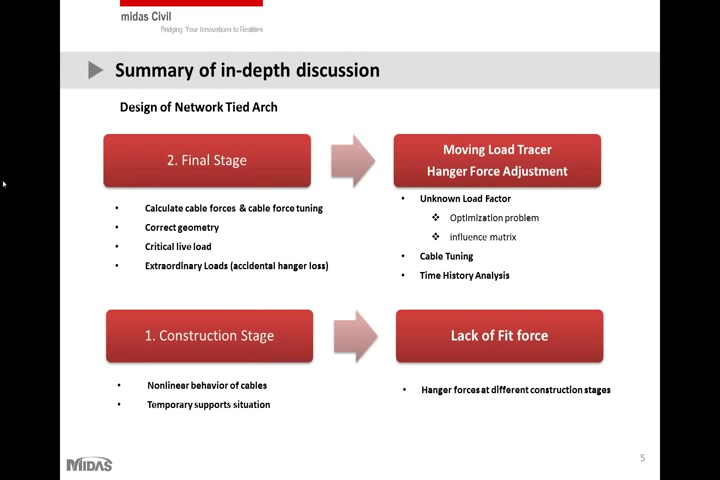 midas Civil
Bridging Your Innovations to Realities
Summary of in-depth discussion
Design of Network Tied Arch
2. Final Stage
Moving Load Tracer
Hanger Force Adjustment
• Calculate cable forces & cable force tuning
• Correct geometry
• Critical live load
• Extraordinary Loads (accidental hanger loss)
• Unknown Load Factor
❖ Optimization problem
❖ influence matrix
• Cable Tuning
• Time History Analysis
1. Construction Stage
Lack of Fit force
• Nonlinear behavior of cables
• Temporary supports situation
• Hanger forces at different construction stages
MIDAS
5